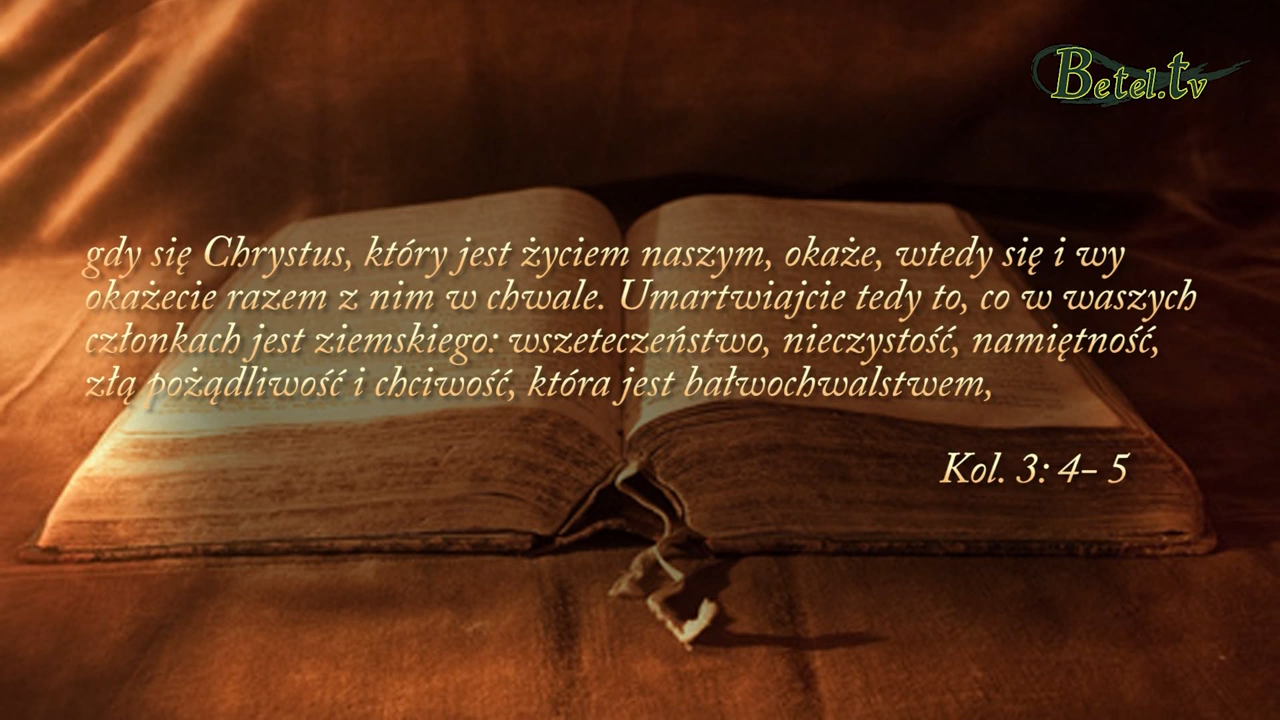 Betel.tv
gdy się Chrystus, który jest życiem naszym, okaże, wtedy się i wy
okażecie razem z nim w chwale. Umartwiajcie tedy to, co w waszych
członkach jest ziemskiego: wszeteczeństwo, nieczystość, namiętność,
złą pożądliwość i chciwość, która jest bałwochwalstwem,
Kol. 3: 4– 5